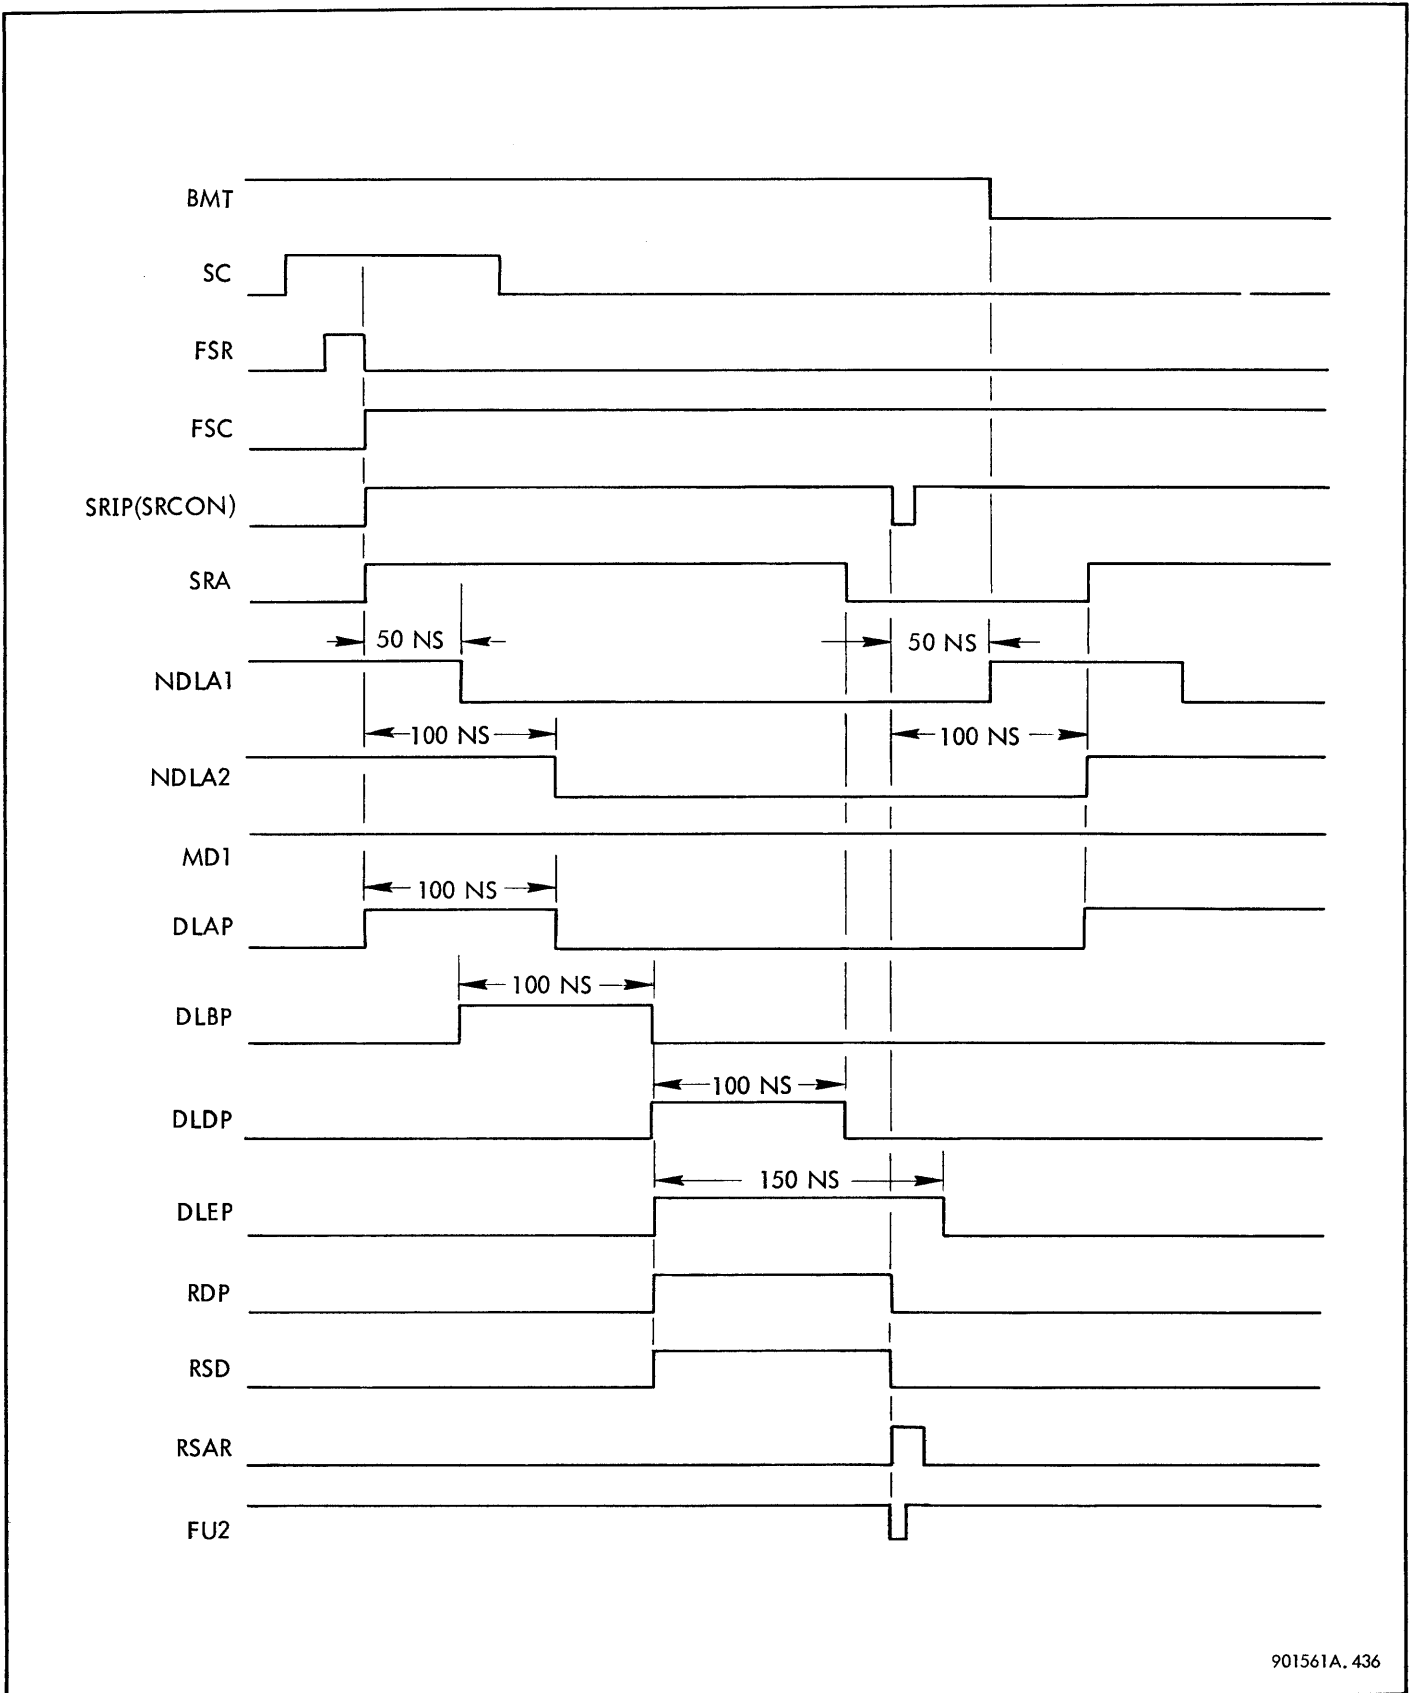 BMT
SC
FSR
FSC
SRIP(SRCON)
SRA
50 NS
50 NS
NDLA1
100 NS
100 NS
NDLA2
MD1
100 NS
DLAP
100 NS
DLBP
100 NS
DLDP
150 NS
DLEP
RDP
RSD
RSAR
FU2
901561A.436